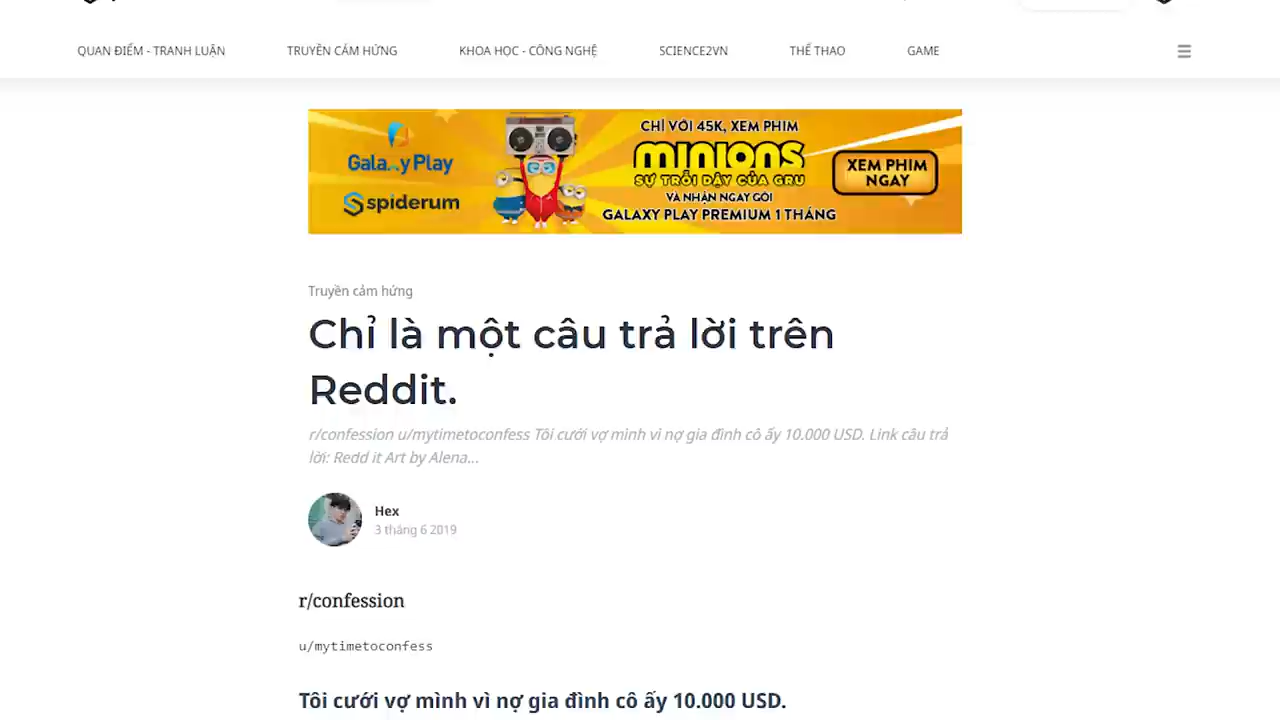 QUAN ĐIỂM - TRANH LUẬN
TRUYỀN CẢM HỨNG
KHOA HỌC - CÔNG NGHỆ
SCIENCE2VN
THỂ THAO
GAME
Galaxy Play
spiderum
CHỈ VỚI 45K, XEM PHIM
MINIONS
SỰ TRỖI DẬY CỦA GRU
VÀ NHẬN NGAY GÓI
GALAXY PLAY PREMIUM 1 THÁNG
XEM PHIM
NGAY
Truyền cảm hứng
Chỉ là một câu trả lời trên
Reddit.
r/confession u/mytimetoconfess Tôi cưới vợ mình vì nợ gia đình cô ấy 10.000 USD. Link câu trả
lời: Redd it Art by Alena...
Hex
3 tháng 6 2019
r/confession
u/mytimetoconfess
Tôi cưới vợ mình vì nợ gia đình cô ấy 10.000 USD.